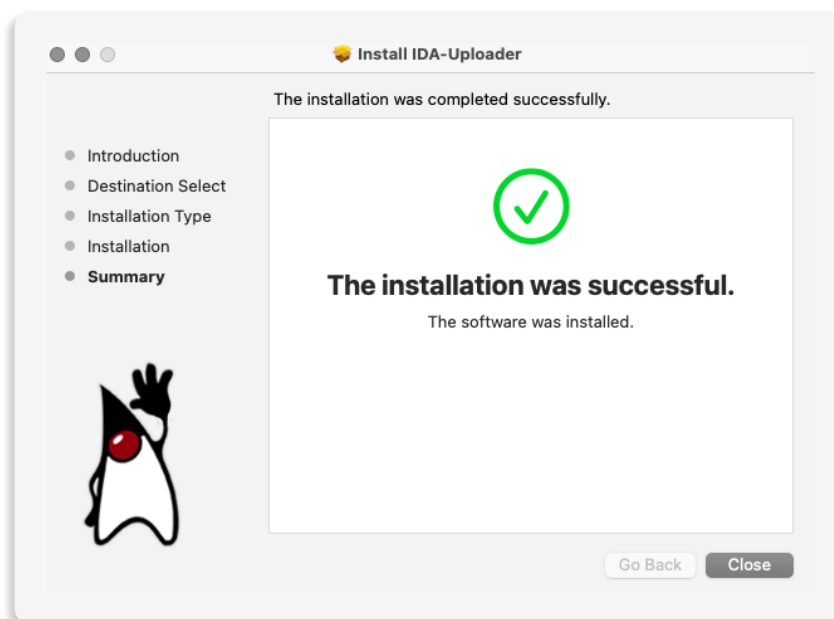 Install IDA-Uploader
The installation was completed successfully.
Introduction
Destination Select
Installation Type
Installation
Summary
The installation was successful.
The software was installed.
Go Back
Close